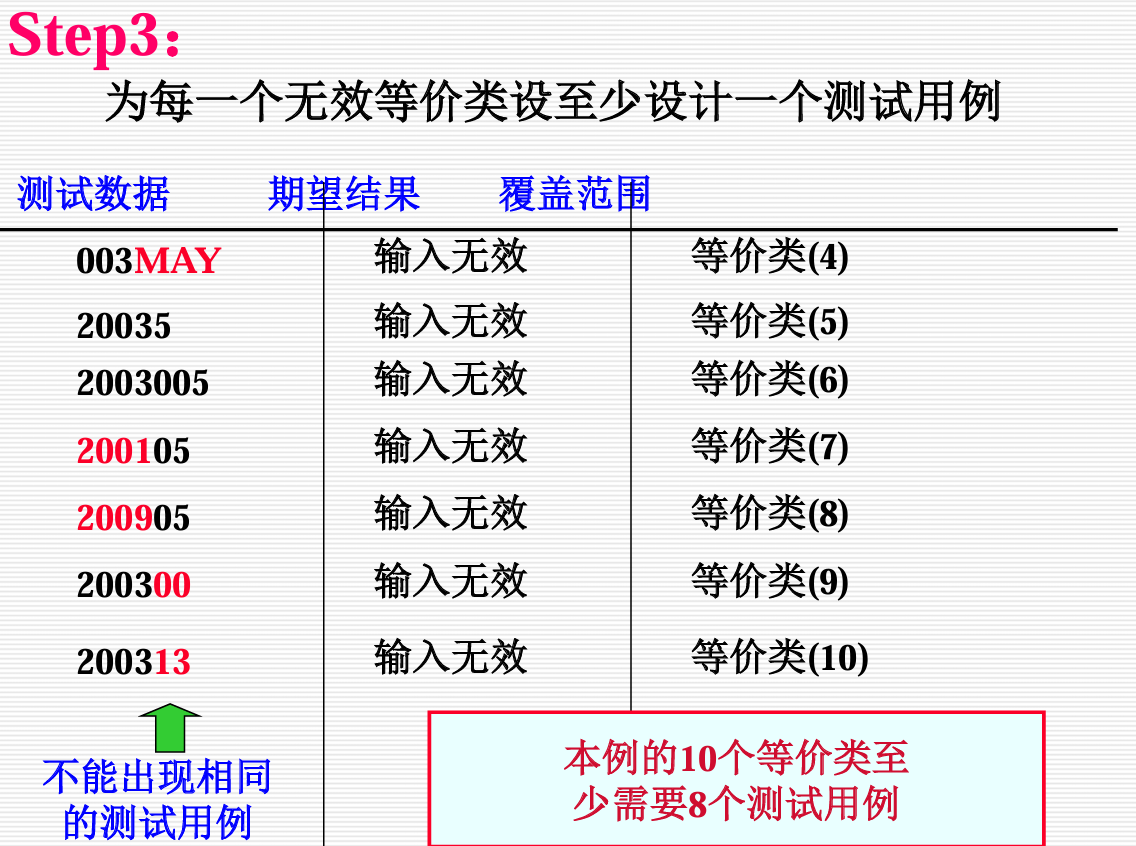 Step3：
为每一个无效等价类设至少设计一个测试用例
测试数据 期望结果 覆盖范围
003MAY 输入无效 等价类(4)
20035 输入无效 等价类(5)
2003005 输入无效 等价类(6)
200105 输入无效 等价类(7)
200905 输入无效 等价类(8)
200300 输入无效 等价类(9)
200313 输入无效 等价类(10)
不能出现相同
的测试用例
本例的10个等价类至
少需要8个测试用例